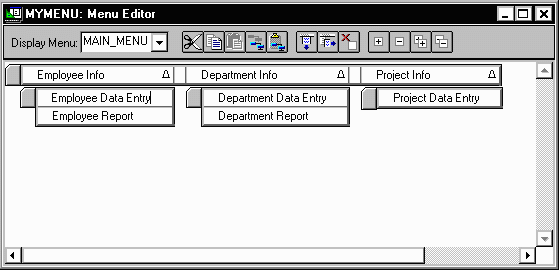 MYMENU: Menu Editor
Display Menu: MAIN_MENU
Employee Info Department Info Project Info
Employee Data Entry Department Data Entry Project Data Entry
Employee Report Department Report